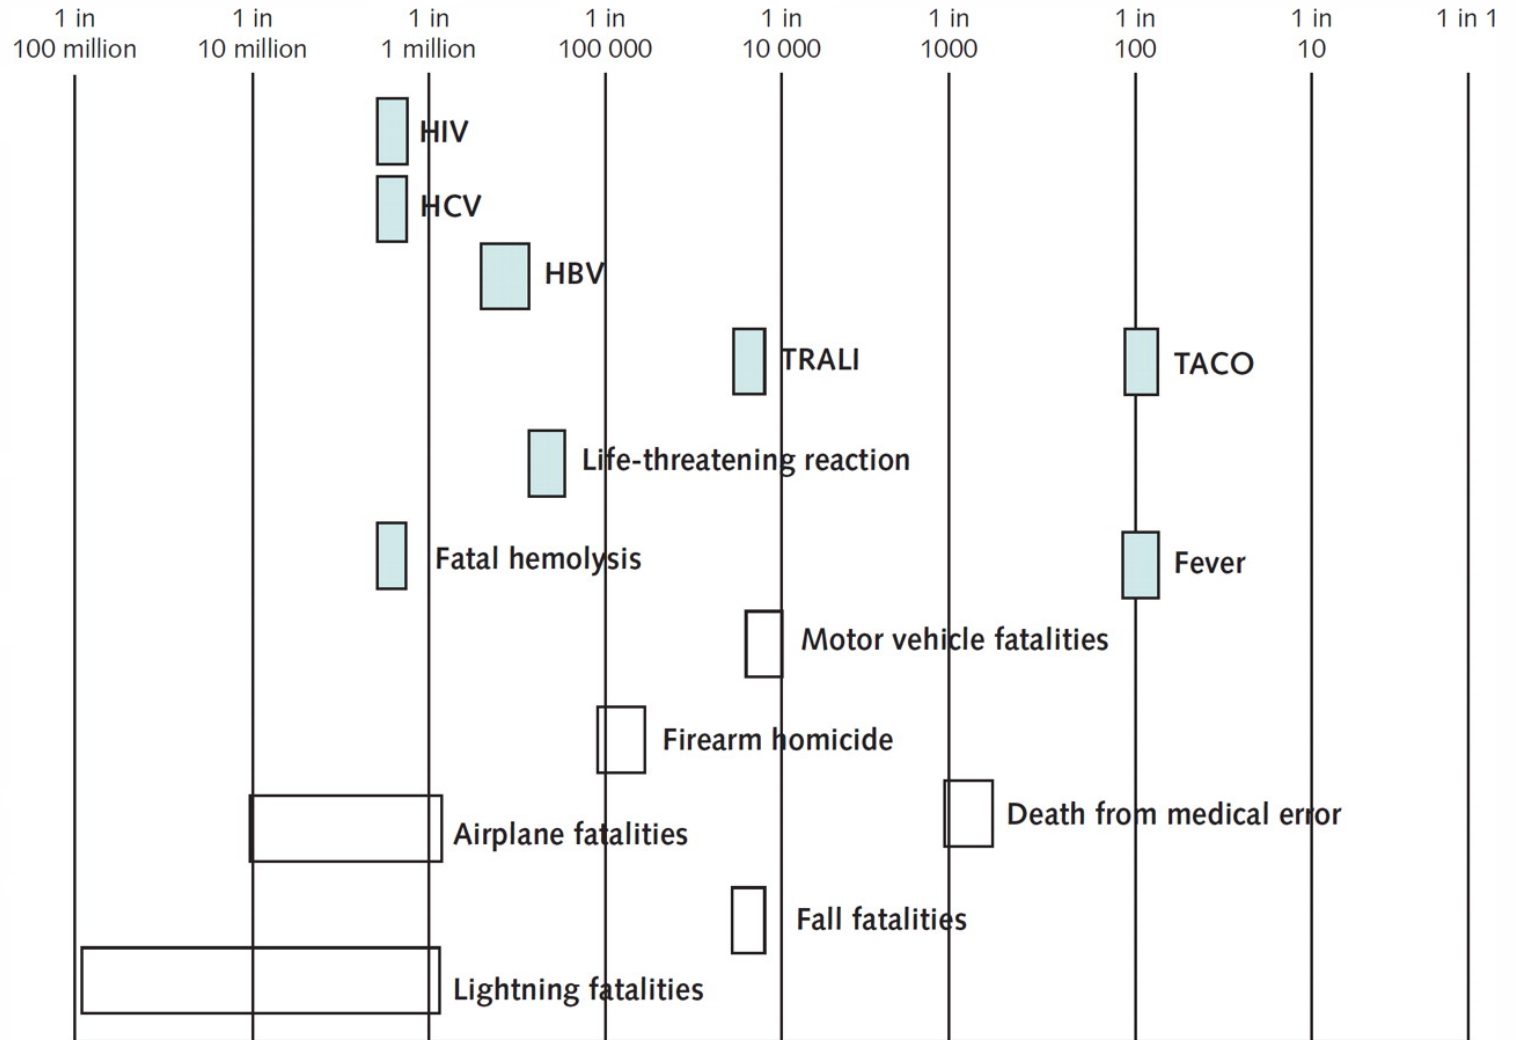 1 in
100 million
1 in
10 million
1 in
1 million
1 in
100 000
1 in
10 000
1 in
1000
1 in
100
1 in
10
1 in 1
HIV
HCV
HBV
TRALI
TACO
Life-threatening reaction
Fatal hemolysis
Fever
Motor vehicle fatalities
Firearm homicide
Death from medical error
Airplane fatalities
Fall fatalities
Lightning fatalities